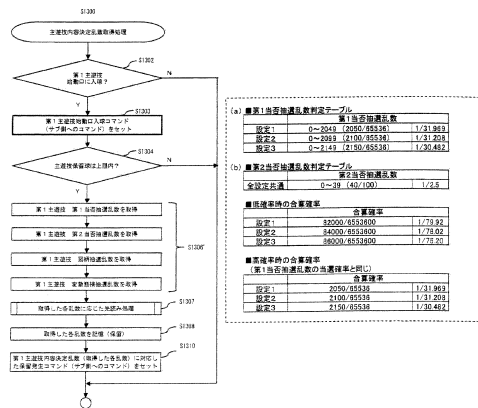 S1300
主遊技内容決定乱数取得処理
S1302
第1主遊技
始動口に入球?
N
Y
S1303
第1主遊技始動口入球コマンド
(サブ側へのコマンド)をセット
S1304
主遊技保留球は上限内?
N
Y
第1主遊技 第1当否抽選乱数を取得
第1主遊技 第2当否抽選乱数を取得
第1主遊技 図柄抽選乱数を取得
第1主遊技 変動態様抽選乱数を取得
S1306'
S1307
取得した各乱数に応じた先読み処理
S1308
取得した各乱数を記憶(保留)
S1310
第1主遊技内容決定乱数(取得した各乱数)に対応し
た保留発生コマンド(サブ側へのコマンド)をセット
(a) ■第1当否抽選乱数判定テーブル
第1当否抽選乱数
設定1 0~2049 (2050/65536) 1/31.969
設定2 0~2099 (2100/65536) 1/31.208
設定3 0~2149 (2150/65536) 1/30.482
(b) ■第2当否抽選乱数判定テーブル
第2当否抽選乱数
全設定共通 0~39 (40/100) 1/2.5
■低確率時の合算確率
合算確率
設定1 82000/6553600 1/79.92
設定2 84000/6553600 1/78.02
設定3 86000/6553600 1/76.20
■高確率時の合算確率
(第1当否抽選乱数の当選確率と同じ)
合算確率
設定1 2050/65536 1/31.969
設定2 2100/65536 1/31.208
設定3 2150/65536 1/30.482